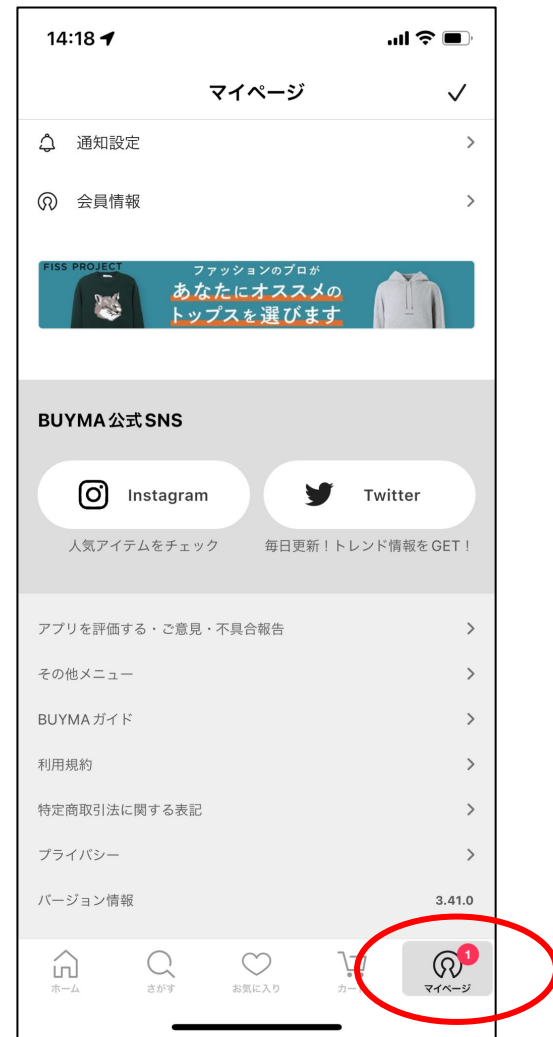 14:18
マイページ
通知設定
会員情報
FISS PROJECT
ファッションのプロが
あなたにオススメの
トップスを選びます
BUYMA公式SNS
Instagram
Twitter
人気アイテムをチェック
毎日更新！トレンド情報をGET！
アプリを評価する・ご意見・不具合報告
その他メニュー
BUYMAガイド
利用規約
特定商取引法に関する表記
プライバシー
バージョン情報 3.41.0
1
ホーム さがす お気に入り カート マイページ